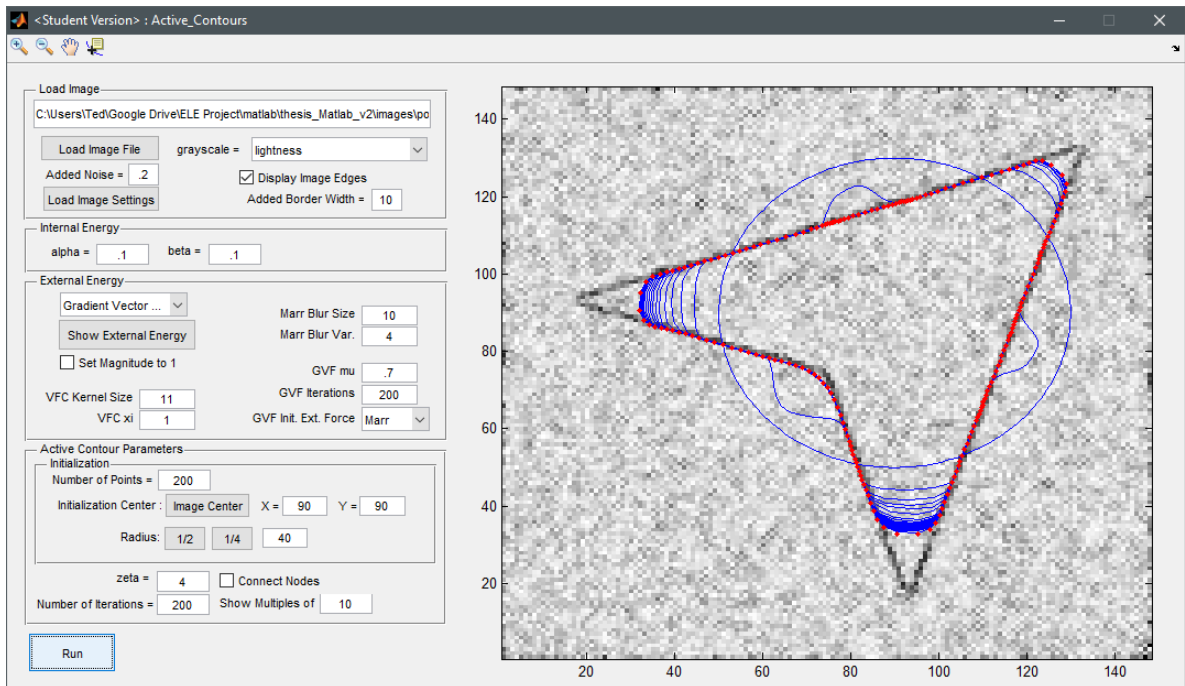 <Student Version> : Active_Contours
Load Image
C:\Users\Ted\Google Drive\ELE Project\matlab\thesis_Matlab_v2\images\po
Load Image File grayscale = lightness
Added Noise = .2 Display Image Edges
Load Image Settings Added Border Width = 10
Internal Energy
alpha = .1 beta = .1
External Energy
Gradient Vector ... Marr Blur Size 10
Show External Energy Marr Blur Var. 4
Set Magnitude to 1 GVF mu .7
VFC Kernel Size 11 GVF Iterations 200
VFC xi 1 GVF Init. Ext. Force Marr
Active Contour Parameters
Initialization
Number of Points = 200
Initialization Center : Image Center X = 90 Y = 90
Radius: 1/2 1/4 40
zeta = 4 Connect Nodes
Number of Iterations = 200 Show Multiples of 10
Run
140
120
100
80
60
40
20
20 40 60 80 100 120 140